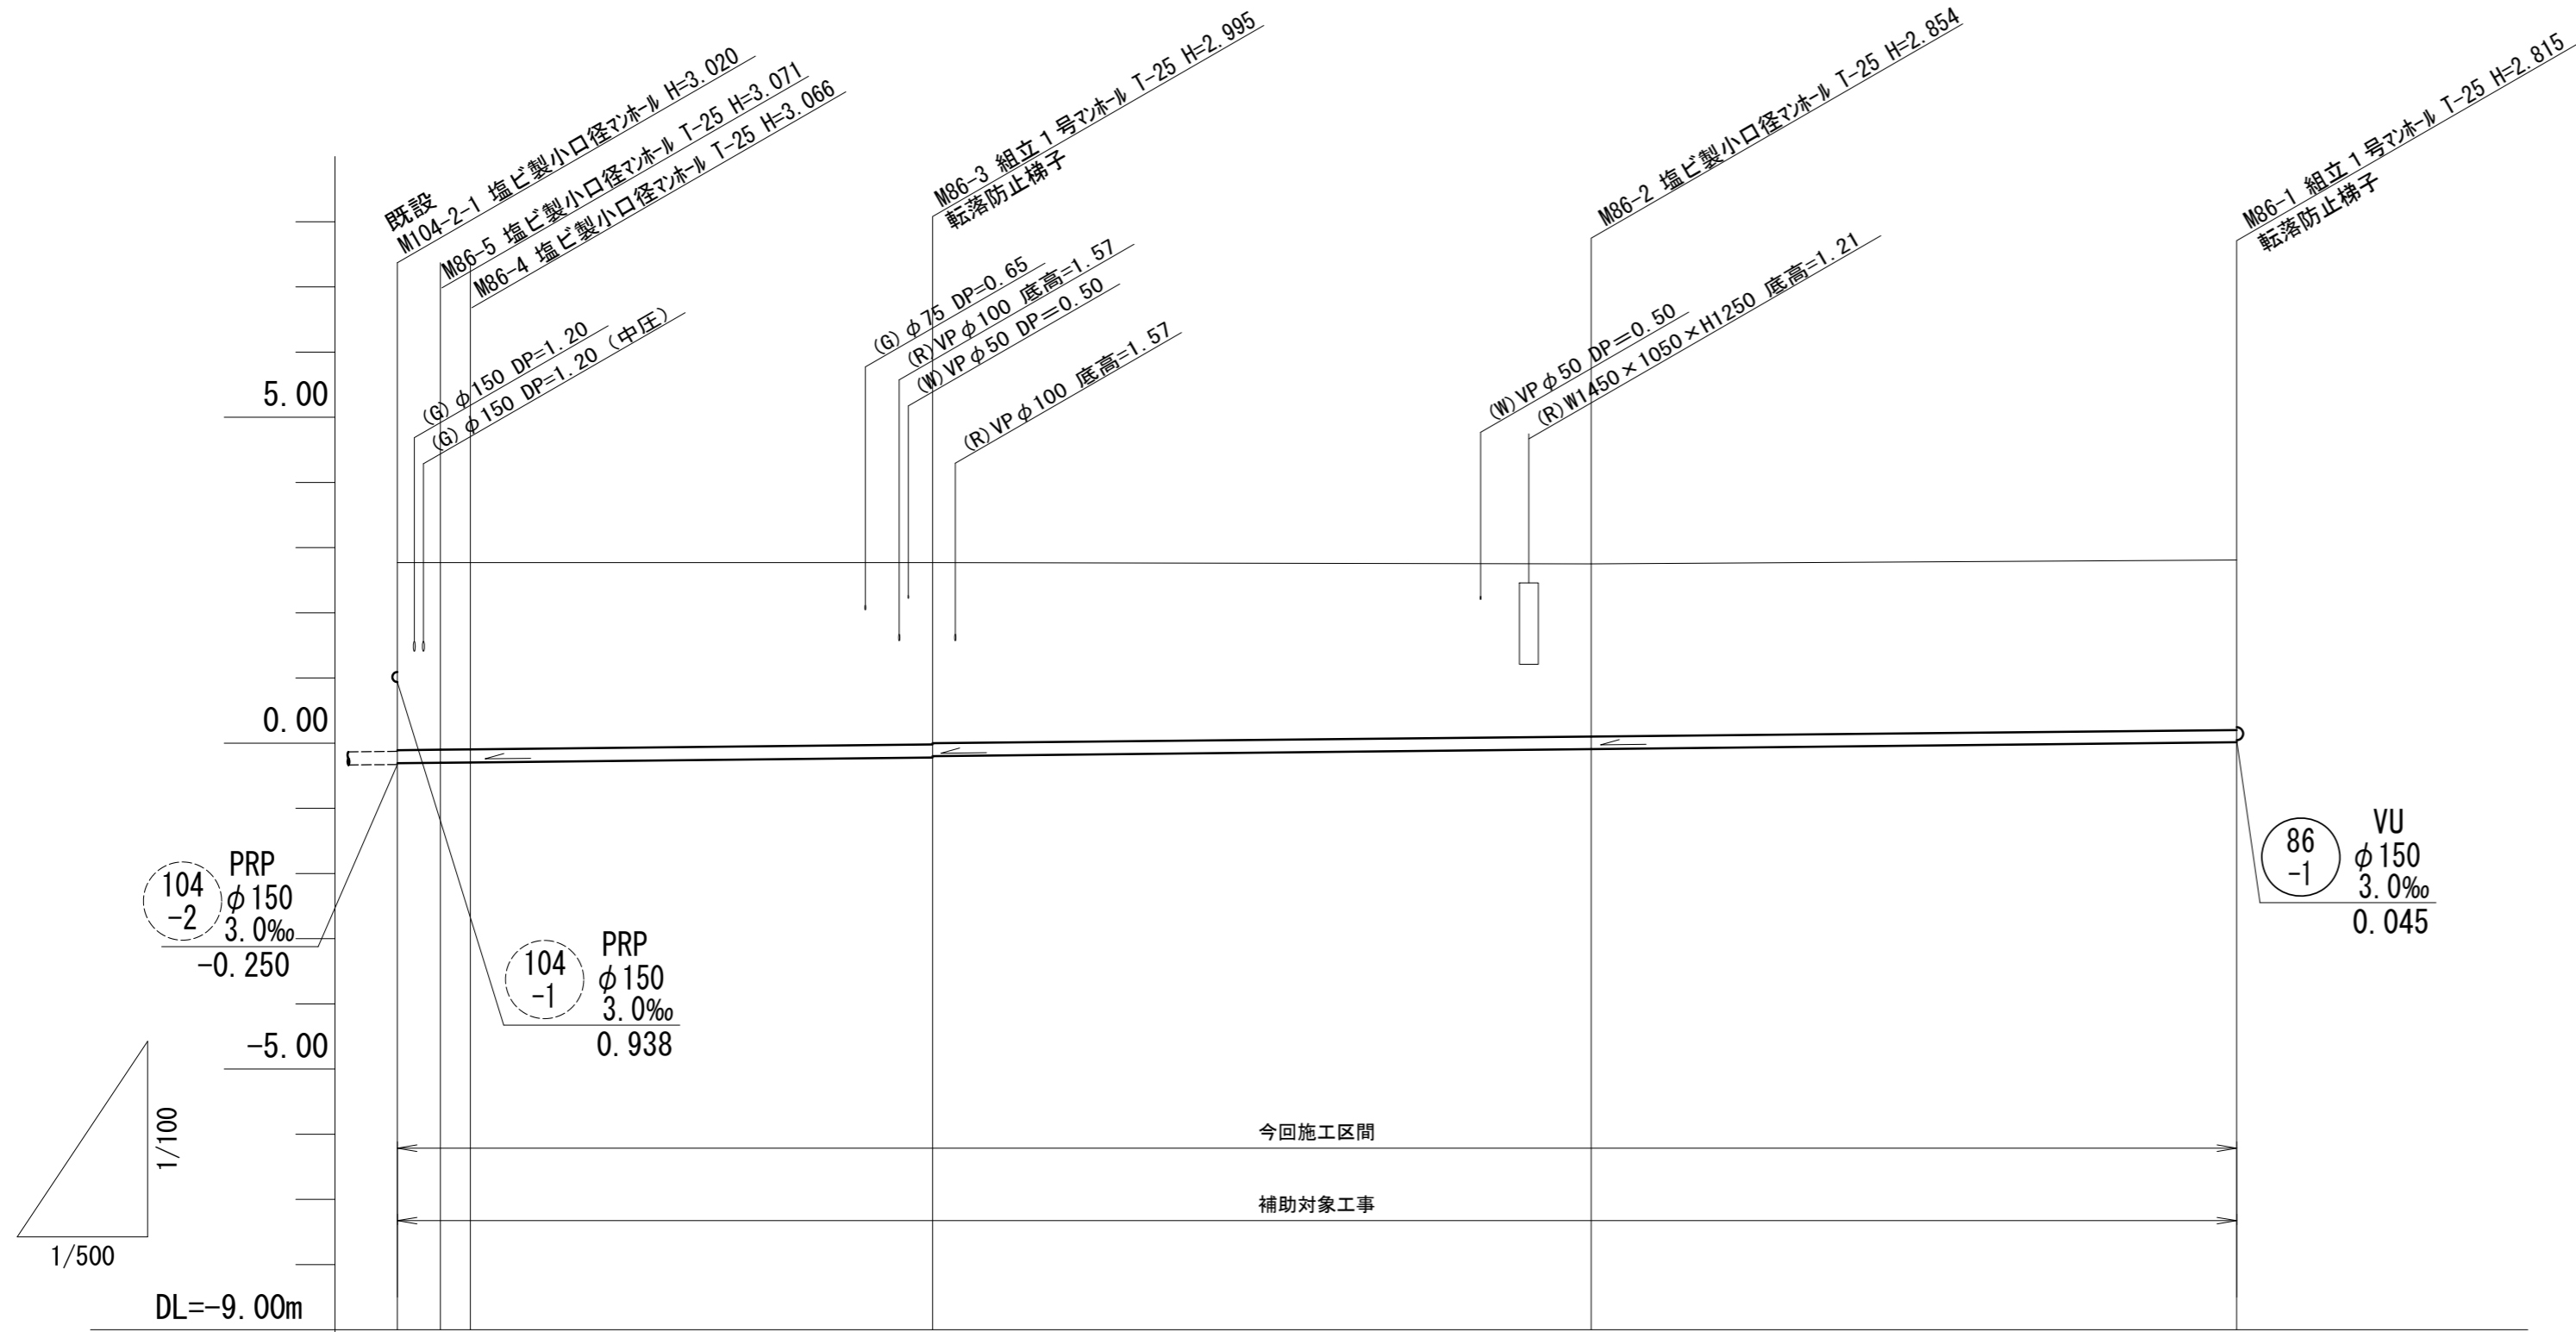 既設
M104-2-1 塩ビ製小口径ﾏﾝﾎｰﾙ H=3.020
M86-5 塩ビ製小口径ﾏﾝﾎｰﾙ T-25 H=3.071
M86-4 塩ビ製小口径ﾏﾝﾎｰﾙ T-25 H=3.066
M86-3 組立１号ﾏﾝﾎｰﾙ T-25 H=2.995
転落防止梯子
M86-2 塩ビ製小口径ﾏﾝﾎｰﾙ T-25 H=2.854
M86-1 組立１号ﾏﾝﾎｰﾙ T-25 H=2.815
転落防止梯子
(G)φ150 DP=1.20
(G)φ150 DP=1.20（中圧）
(G)φ75 DP=0.65
(R)VPφ100 底高=1.57
(W)VPφ50 DP＝0.50
(R)VPφ100 底高=1.57
(W)VPφ50 DP＝0.50
(R)W1450×1050×H1250 底高=1.21
5.00
0.00
-5.00
DL=-9.00m
104
-2
PRP
φ150
3.0‰
-0.250
104
-1
PRP
φ150
3.0‰
0.938
86
-1
VU
φ150
3.0‰
0.045
1/100
1/500
今回施工区間
補助対象工事